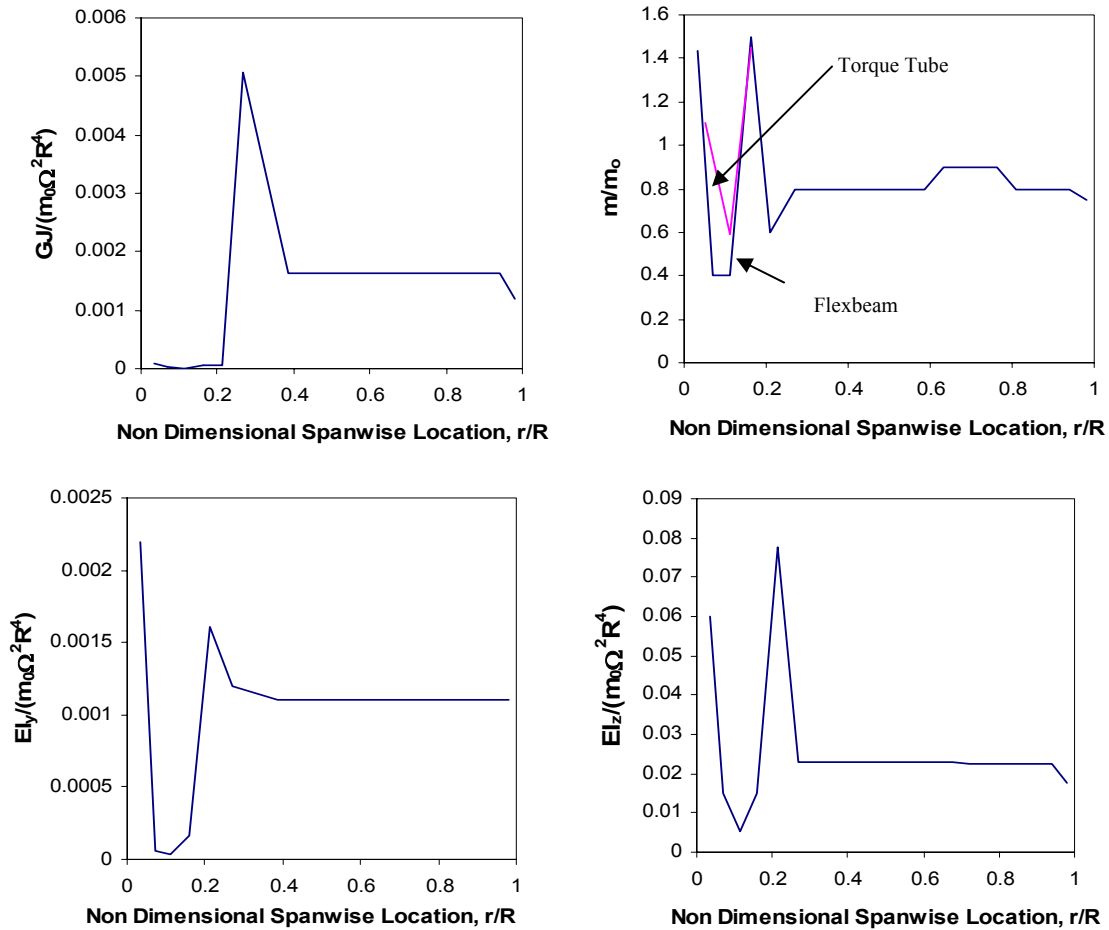 0.006
0.005
0.004
0.003
0.002
0.001
0
GJ/(m₀Ω²R⁴)
0 0.2 0.4 0.6 0.8 1
Non Dimensional Spanwise Location, r/R
1.6
1.4
1.2
1
0.8
0.6
0.4
0.2
0
m/mₒ
Torque Tube
Flexbeam
0 0.2 0.4 0.6 0.8 1
Non Dimensional Spanwise Location, r/R
0.0025
0.002
0.0015
0.001
0.0005
0
EIy/(m₀Ω²R⁴)
0 0.2 0.4 0.6 0.8 1
Non Dimensional Spanwise Location, r/R
0.09
0.08
0.07
0.06
0.05
0.04
0.03
0.02
0.01
0
EIz/(m₀Ω²R⁴)
0 0.2 0.4 0.6 0.8 1
Non Dimensional Spanwise Location, r/R